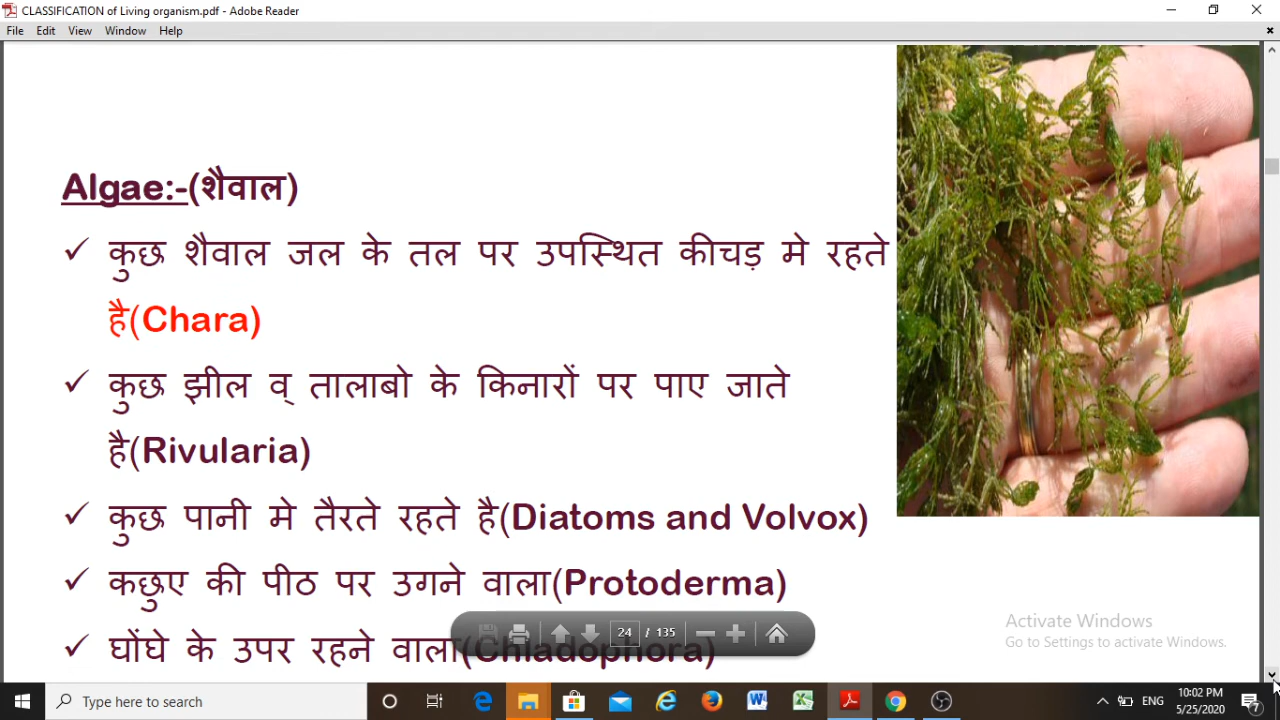 CLASSIFICATION of Living organism.pdf - Adobe Reader
File Edit View Window Help
Algae:-(शैवाल)
✓ कुछ शैवाल जल के तल पर उपस्थित कीचड़ मे रहते
है(Chara)
✓ कुछ झील व् तालाबो के किनारों पर पाए जाते
है(Rivularia)
✓ कुछ पानी मे तैरते रहते है(Diatoms and Volvox)
✓ कछुए की पीठ पर उगने वाला(Protoderma)
24 / 135
✓ घोंघे के उपर रहने वाला(Chladophora)
Activate Windows
Go to Settings to activate Windows.
Type here to search
ENG
10:02 PM
5/25/2020
7